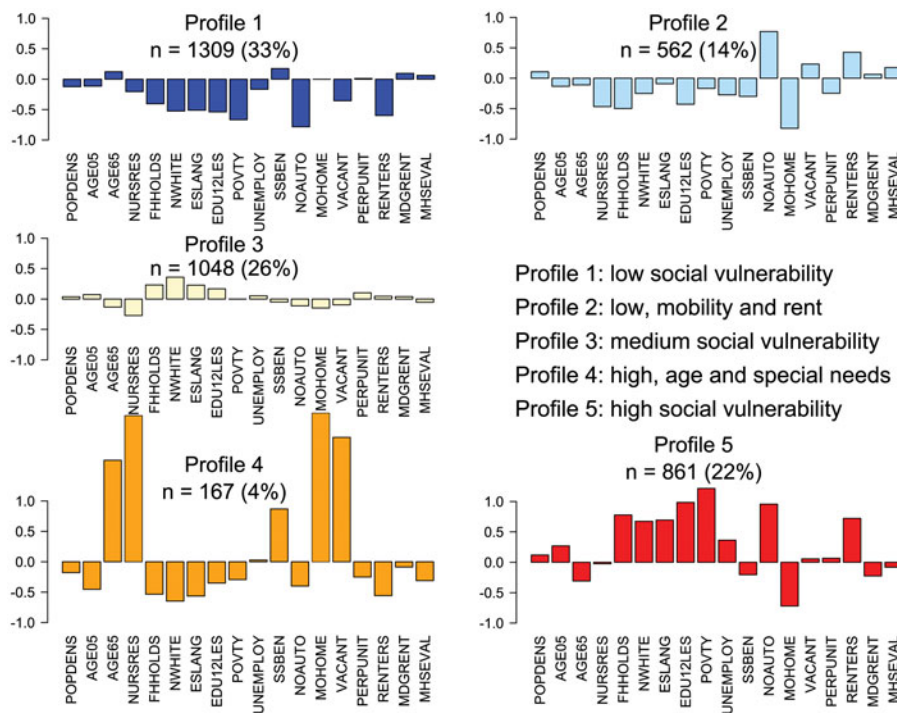 Profile 1
n = 1309 (33%)
1.0
0.5
0.0
-0.5
-1.0
POPDENS
AGE05
AGE65
NURSRES
FHHOLDS
NWHITE
ESLANG
EDU12LES
POVTY
UNEMPLOY
SSBEN
NOAUTO
MOHOME
VACANT
PERPUNIT
RENTERS
MDGRENT
MHSEVAL
Profile 2
n = 562 (14%)
1.0
0.5
0.0
-0.5
-1.0
POPDENS
AGE05
AGE65
NURSRES
FHHOLDS
NWHITE
ESLANG
EDU12LES
POVTY
UNEMPLOY
SSBEN
NOAUTO
MOHOME
VACANT
PERPUNIT
RENTERS
MDGRENT
MHSEVAL
Profile 3
n = 1048 (26%)
1.0
0.5
0.0
-0.5
-1.0
POPDENS
AGE05
AGE65
NURSRES
FHHOLDS
NWHITE
ESLANG
EDU12LES
POVTY
UNEMPLOY
SSBEN
NOAUTO
MOHOME
VACANT
PERPUNIT
RENTERS
MDGRENT
MHSEVAL
Profile 1: low social vulnerability
Profile 2: low, mobility and rent
Profile 3: medium social vulnerability
Profile 4: high, age and special needs
Profile 5: high social vulnerability
Profile 4
n = 167 (4%)
1.0
0.5
0.0
-0.5
-1.0
POPDENS
AGE05
AGE65
NURSRES
FHHOLDS
NWHITE
ESLANG
EDU12LES
POVTY
UNEMPLOY
SSBEN
NOAUTO
MOHOME
VACANT
PERPUNIT
RENTERS
MDGRENT
MHSEVAL
Profile 5
n = 861 (22%)
1.0
0.5
0.0
-0.5
-1.0
POPDENS
AGE05
AGE65
NURSRES
FHHOLDS
NWHITE
ESLANG
EDU12LES
POVTY
UNEMPLOY
SSBEN
NOAUTO
MOHOME
VACANT
PERPUNIT
RENTERS
MDGRENT
MHSEVAL